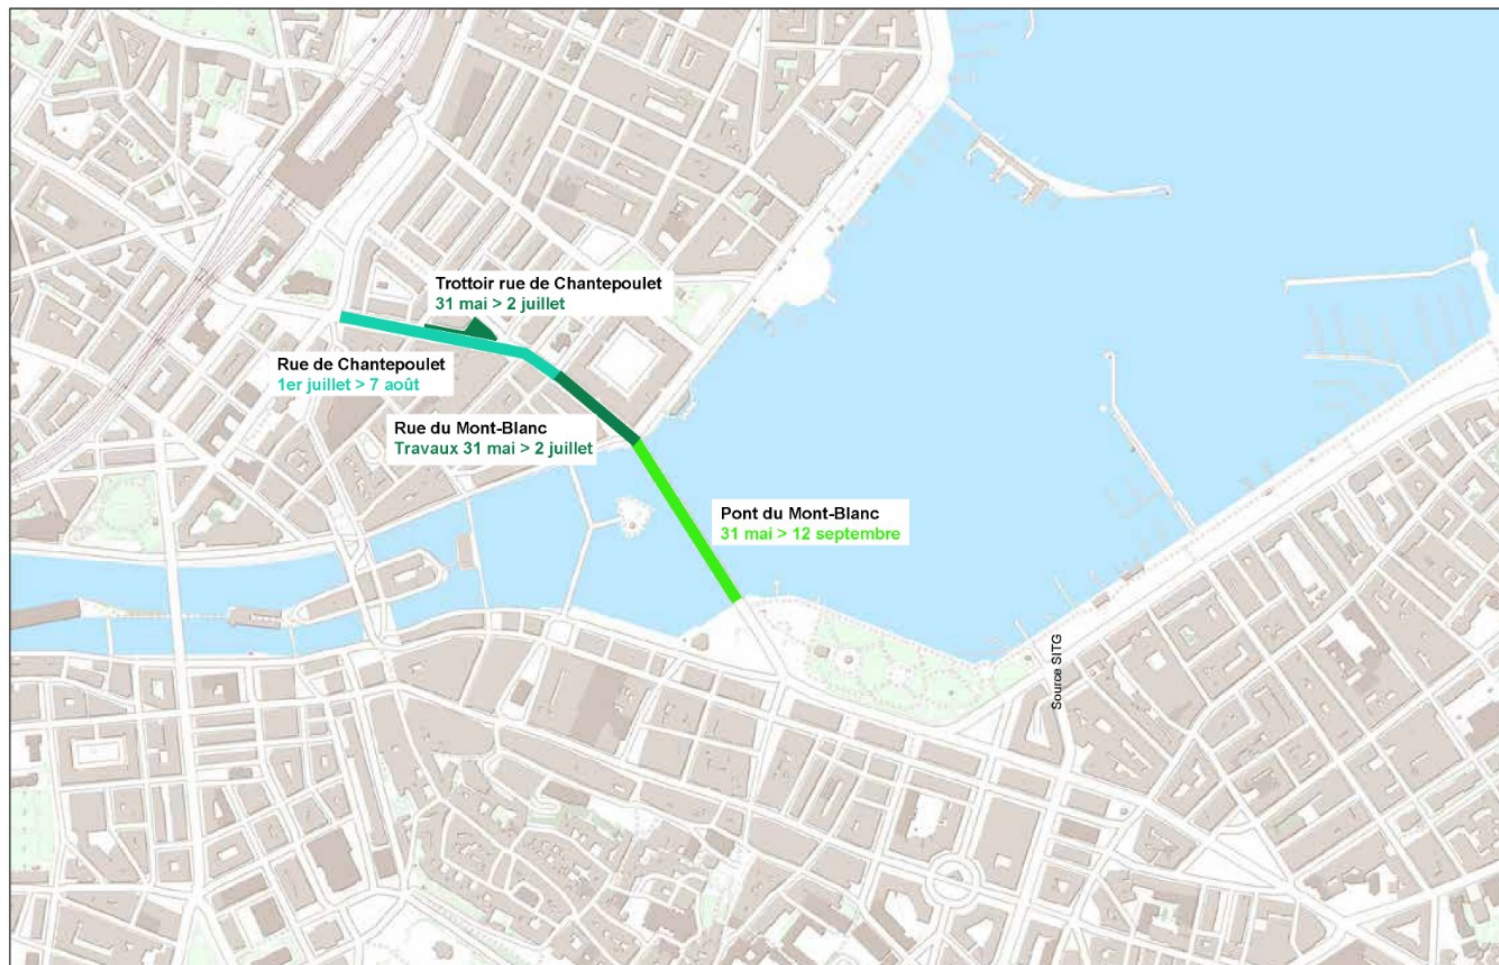 Trottoir rue de Chantepoulet
31 mai > 2 juillet
Rue de Chantepoulet
1er juillet > 7 août
Rue du Mont-Blanc
Travaux 31 mai > 2 juillet
Pont du Mont-Blanc
31 mai > 12 septembre
Source SITG